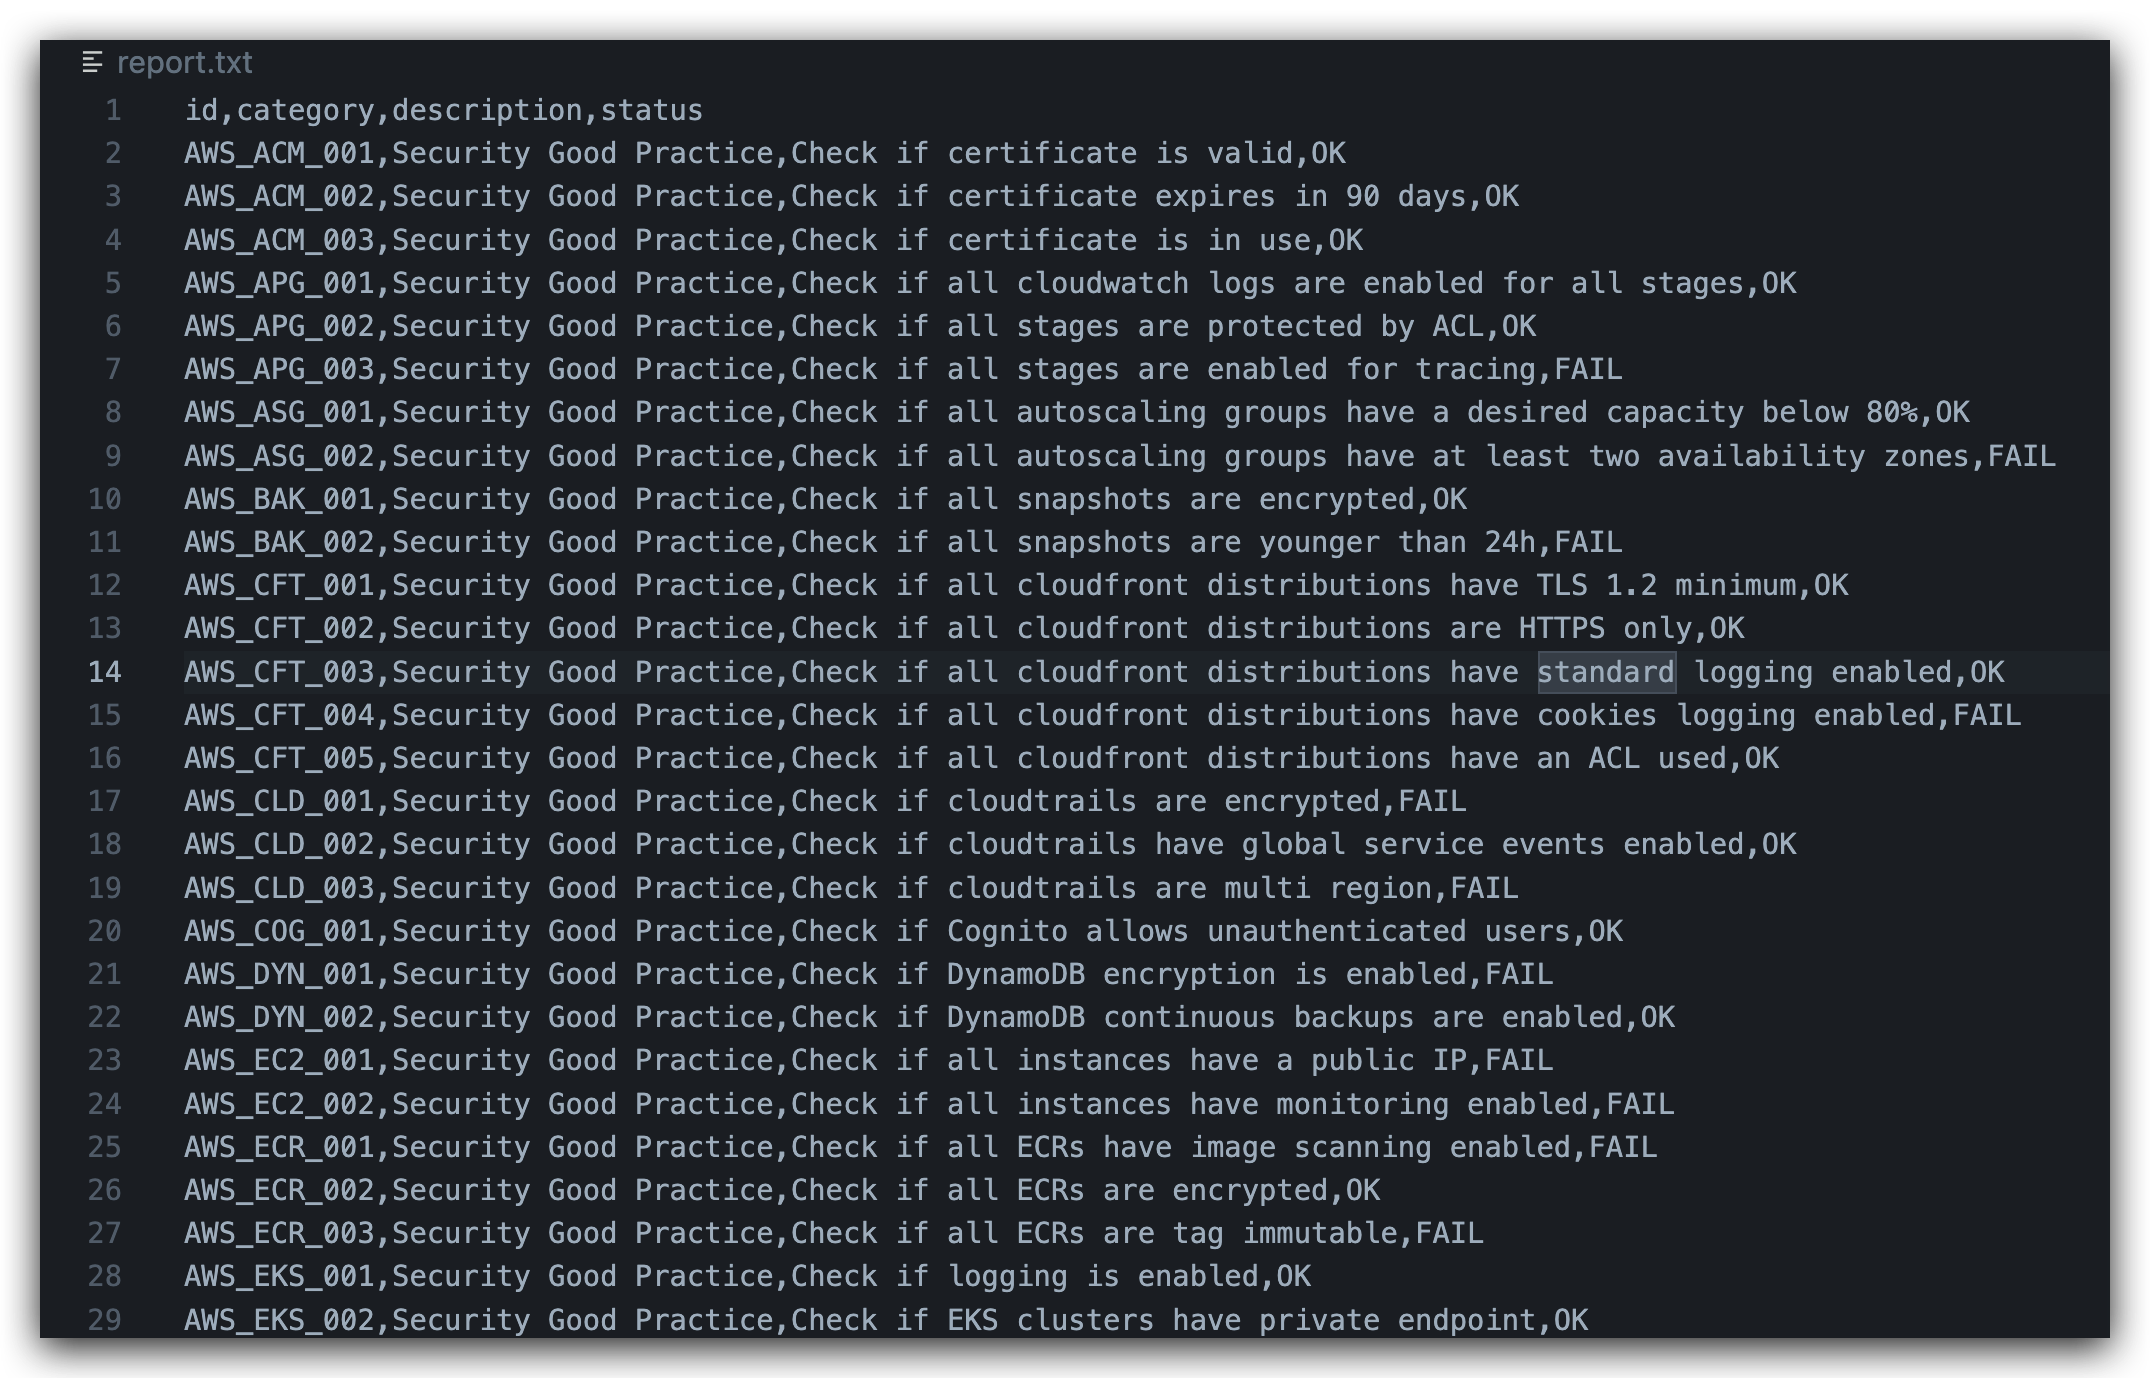 report.txt
1 id,category,description,status
2 AWS_ACM_001,Security Good Practice,Check if certificate is valid,OK
3 AWS_ACM_002,Security Good Practice,Check if certificate expires in 90 days,OK
4 AWS_ACM_003,Security Good Practice,Check if certificate is in use,OK
5 AWS_APG_001,Security Good Practice,Check if all cloudwatch logs are enabled for all stages,OK
6 AWS_APG_002,Security Good Practice,Check if all stages are protected by ACL,OK
7 AWS_APG_003,Security Good Practice,Check if all stages are enabled for tracing,FAIL
8 AWS_ASG_001,Security Good Practice,Check if all autoscaling groups have a desired capacity below 80%,OK
9 AWS_ASG_002,Security Good Practice,Check if all autoscaling groups have at least two availability zones,FAIL
10 AWS_BAK_001,Security Good Practice,Check if all snapshots are encrypted,OK
11 AWS_BAK_002,Security Good Practice,Check if all snapshots are younger than 24h,FAIL
12 AWS_CFT_001,Security Good Practice,Check if all cloudfront distributions have TLS 1.2 minimum,OK
13 AWS_CFT_002,Security Good Practice,Check if all cloudfront distributions are HTTPS only,OK
14 AWS_CFT_003,Security Good Practice,Check if all cloudfront distributions have standard logging enabled,OK
15 AWS_CFT_004,Security Good Practice,Check if all cloudfront distributions have cookies logging enabled,FAIL
16 AWS_CFT_005,Security Good Practice,Check if all cloudfront distributions have an ACL used,OK
17 AWS_CLD_001,Security Good Practice,Check if cloudtrails are encrypted,FAIL
18 AWS_CLD_002,Security Good Practice,Check if cloudtrails have global service events enabled,OK
19 AWS_CLD_003,Security Good Practice,Check if cloudtrails are multi region,FAIL
20 AWS_COG_001,Security Good Practice,Check if Cognito allows unauthenticated users,OK
21 AWS_DYN_001,Security Good Practice,Check if DynamoDB encryption is enabled,FAIL
22 AWS_DYN_002,Security Good Practice,Check if DynamoDB continuous backups are enabled,OK
23 AWS_EC2_001,Security Good Practice,Check if all instances have a public IP,FAIL
24 AWS_EC2_002,Security Good Practice,Check if all instances have monitoring enabled,FAIL
25 AWS_ECR_001,Security Good Practice,Check if all ECRs have image scanning enabled,FAIL
26 AWS_ECR_002,Security Good Practice,Check if all ECRs are encrypted,OK
27 AWS_ECR_003,Security Good Practice,Check if all ECRs are tag immutable,FAIL
28 AWS_EKS_001,Security Good Practice,Check if logging is enabled,OK
29 AWS_EKS_002,Security Good Practice,Check if EKS clusters have private endpoint,OK